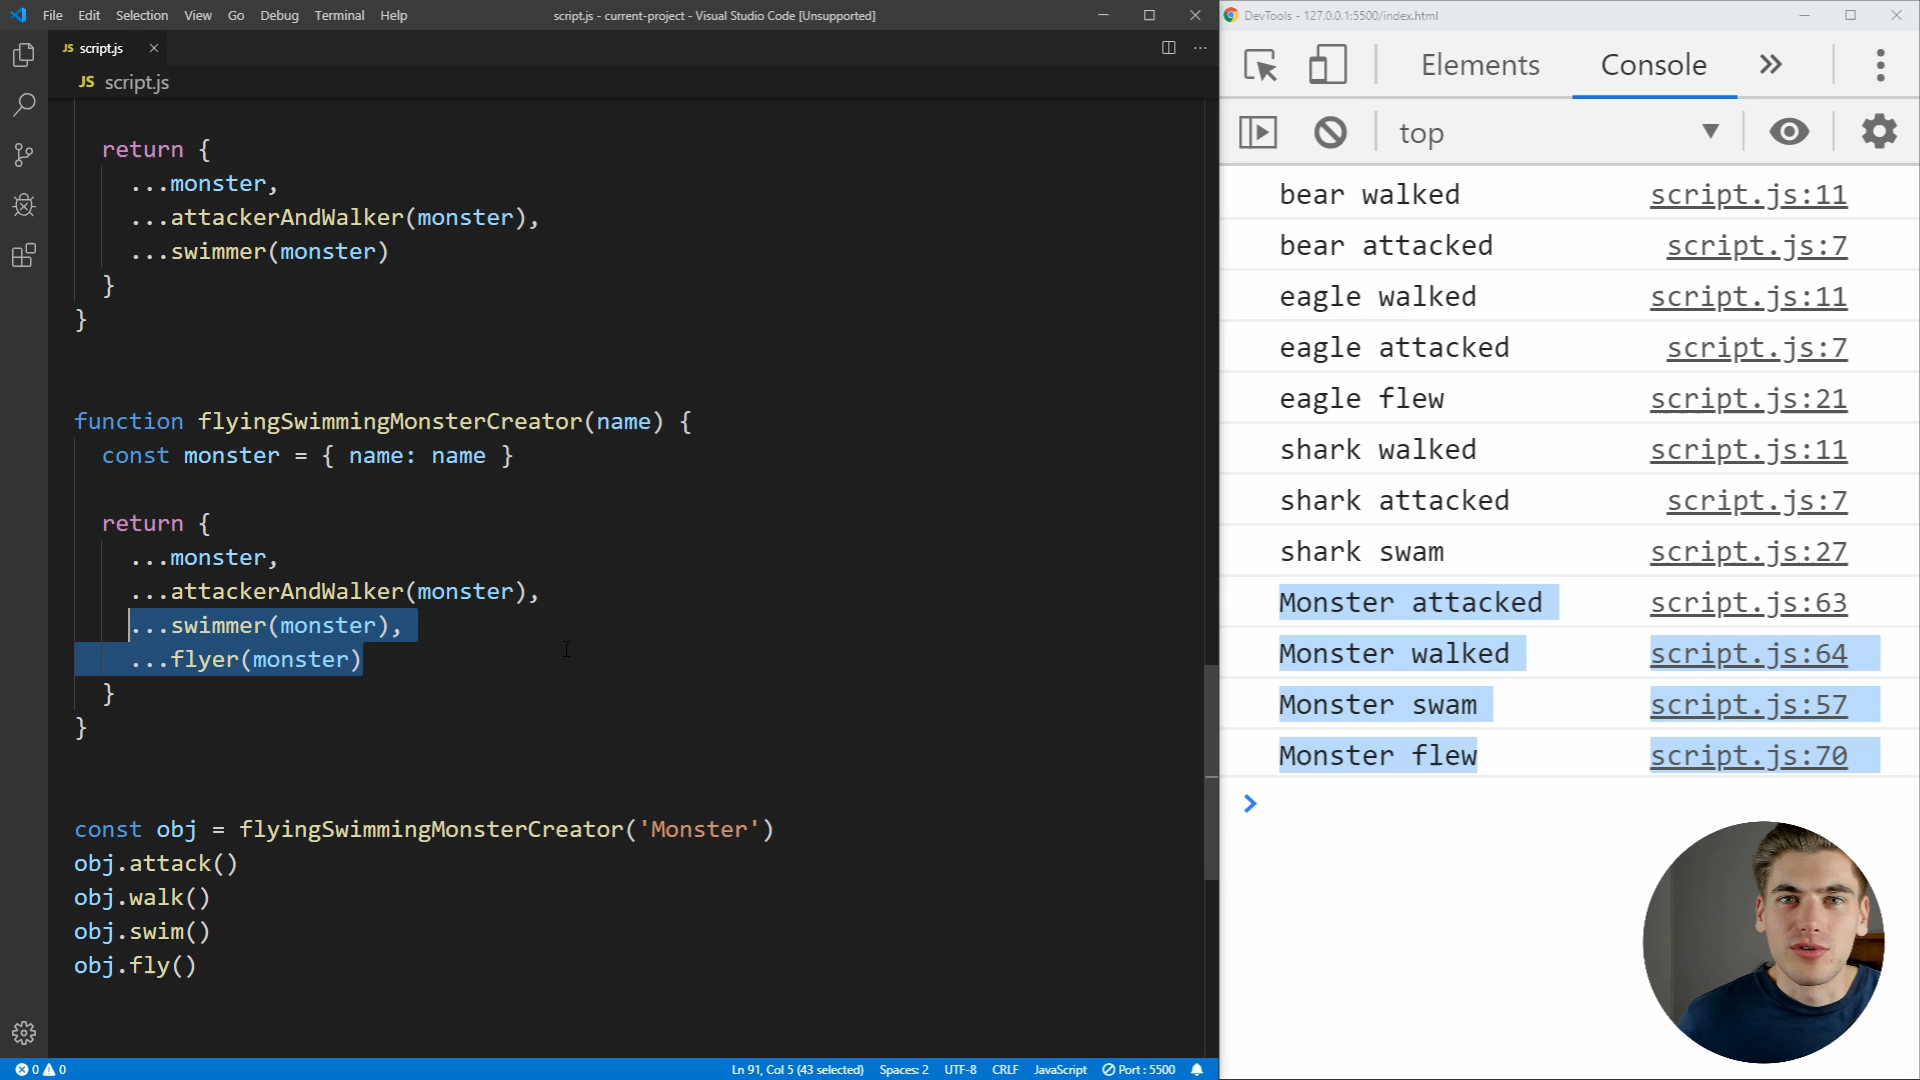 File Edit Selection View Go Debug Terminal Help
script.js - current-project - Visual Studio Code [Unsupported]
JS script.js
JS script.js
return {
...monster,
...attackerAndWalker(monster),
...swimmer(monster)
}
}
function flyingSwimmingMonsterCreator(name) {
const monster = { name: name }
return {
...monster,
...attackerAndWalker(monster),
...swimmer(monster),
...flyer(monster)
}
}
const obj = flyingSwimmingMonsterCreator('Monster')
obj.attack()
obj.walk()
obj.swim()
obj.fly()
0 0
Ln 91, Col 5 (43 selected) Spaces: 2 UTF-8 CRLF JavaScript Port : 5500
DevTools - 127.0.0.1:5500/index.html
Elements Console
top
bear walked script.js:11
bear attacked script.js:7
eagle walked script.js:11
eagle attacked script.js:7
eagle flew script.js:21
shark walked script.js:11
shark attacked script.js:7
shark swam script.js:27
Monster attacked script.js:63
Monster walked script.js:64
Monster swam script.js:57
Monster flew script.js:70